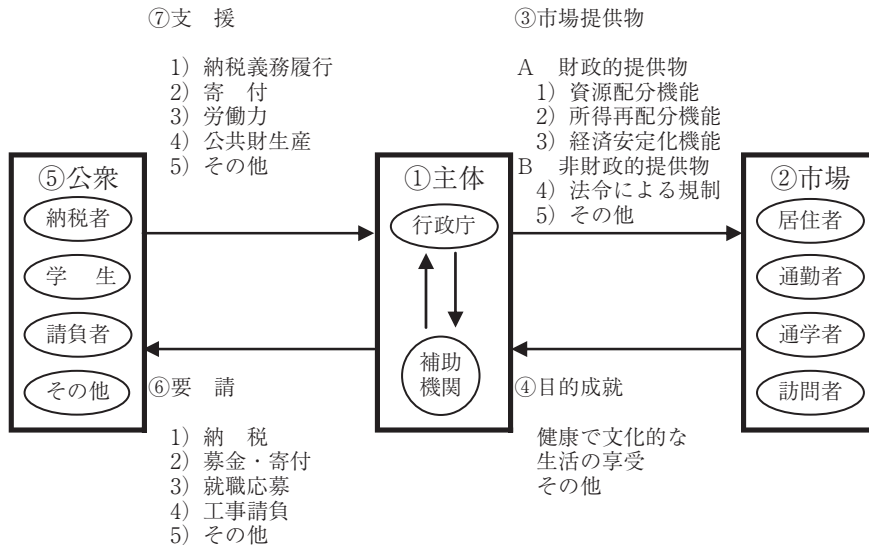 ⑦支　援
1）納税義務履行
2）寄　付
3）労働力
4）公共財生産
5）その他
③市場提供物
A　財政的提供物
1）資源配分機能
2）所得再配分機能
3）経済安定化機能
B　非財政的提供物
4）法令による規制
5）その他
⑤公衆
納税者
学　生
請負者
その他
①主体
行政庁
補助
機関
②市場
居住者
通勤者
通学者
訪問者
⑥要　請
1）納　税
2）募金・寄付
3）就職応募
4）工事請負
5）その他
④目的成就
健康で文化的な
生活の享受
その他